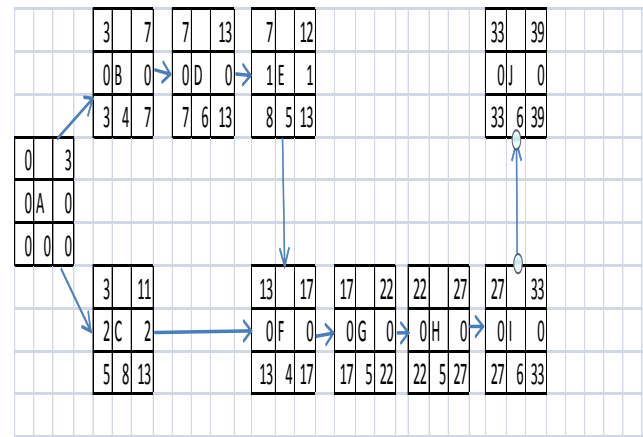 3 7 7 13 7 12 33 39
0 B 0 0 D 0 1 E 1 0 J 0
3 4 7 7 6 13 8 5 13 33 6 39
0 3
0 A 0
0 0 0
3 11 13 17 17 22 22 27 27 33
2 C 2 0 F 0 0 G 0 0 H 0 0 I 0
5 8 13 13 4 17 17 5 22 22 5 27 27 6 33